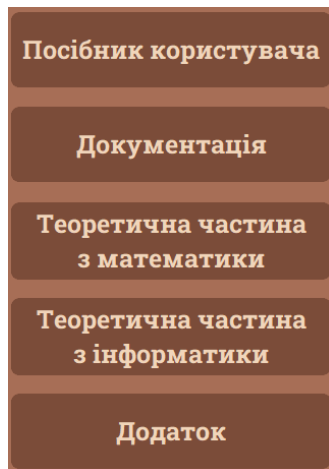 Посібник користувача
Документація
Теоретична частина
з математики
Теоретична частина
з інформатики
Додаток